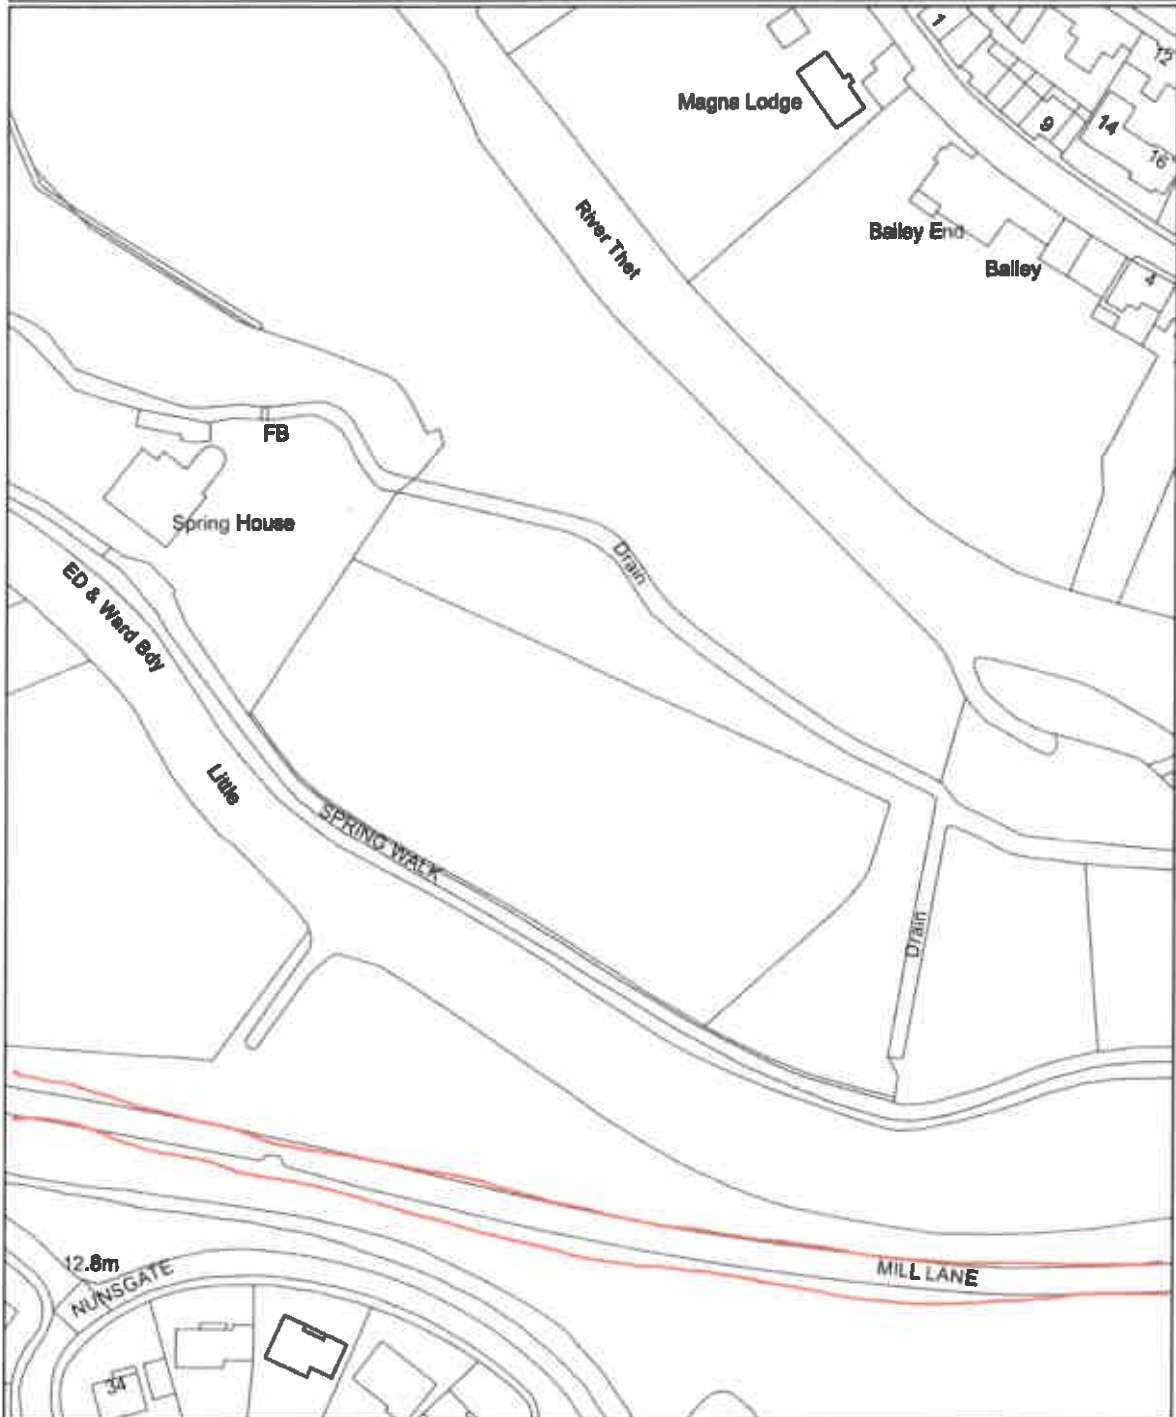 1
12
Magna Lodge
9
14
16
River Thet
Bailey End
Bailey
4
FB
Spring House
Drain
ED & Ward Bdy
Little
SPRING WALK
Drain
12.8m
NUNSGATE
MILL LANE
34